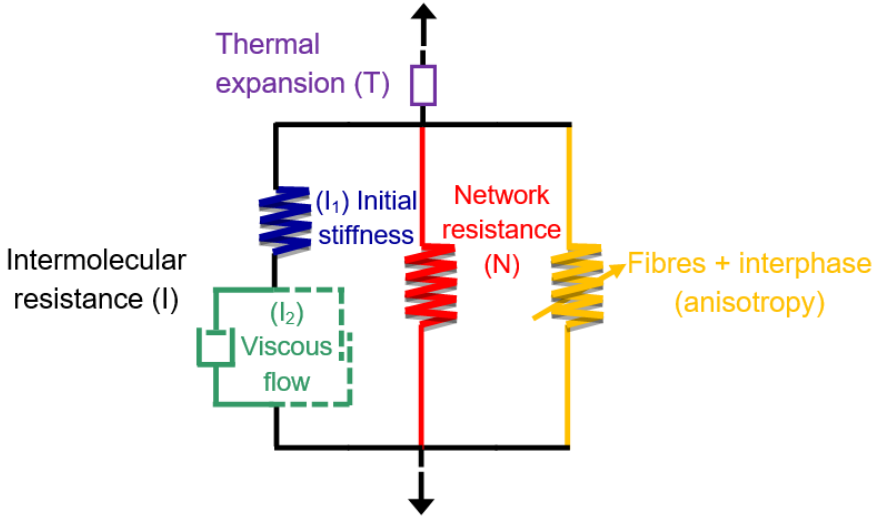 Thermal
expansion (T)
(I₁) Initial
stiffness
Network
resistance
(N)
Intermolecular
resistance (I)
(I₂)
Viscous
flow
Fibres + interphase
(anisotropy)